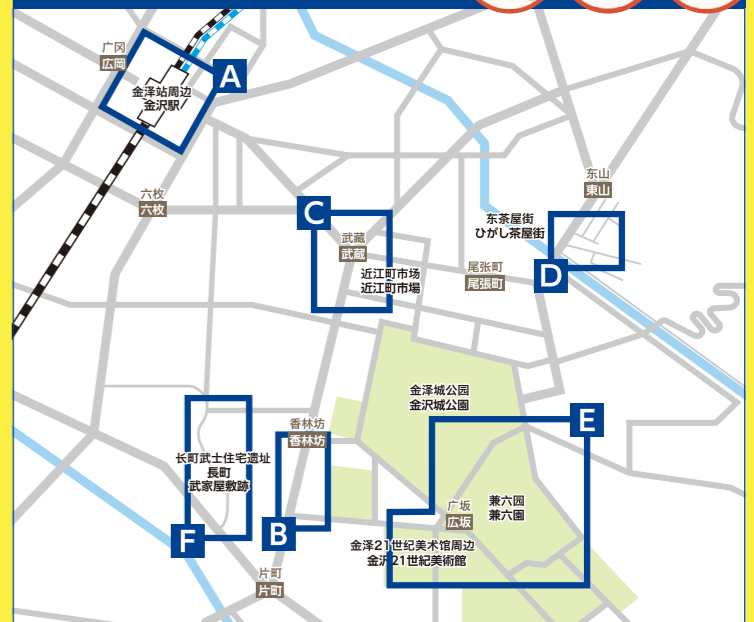 广冈
広岡
A
金泽站周边
金沢駅
六枚
六枚
C
武藏
武蔵
近江町市场
近江町市場
东山
東山
东茶屋街
ひがし茶屋街
尾张町
尾張町
D
金泽城公园
金沢城公園
E
香林坊
香林坊
长町武士住宅遗址
長町
武家屋敷跡
广坂
広坂
兼六园
兼六園
F
B
金泽21世纪美术馆周边
金沢21世紀美術館
片町
片町